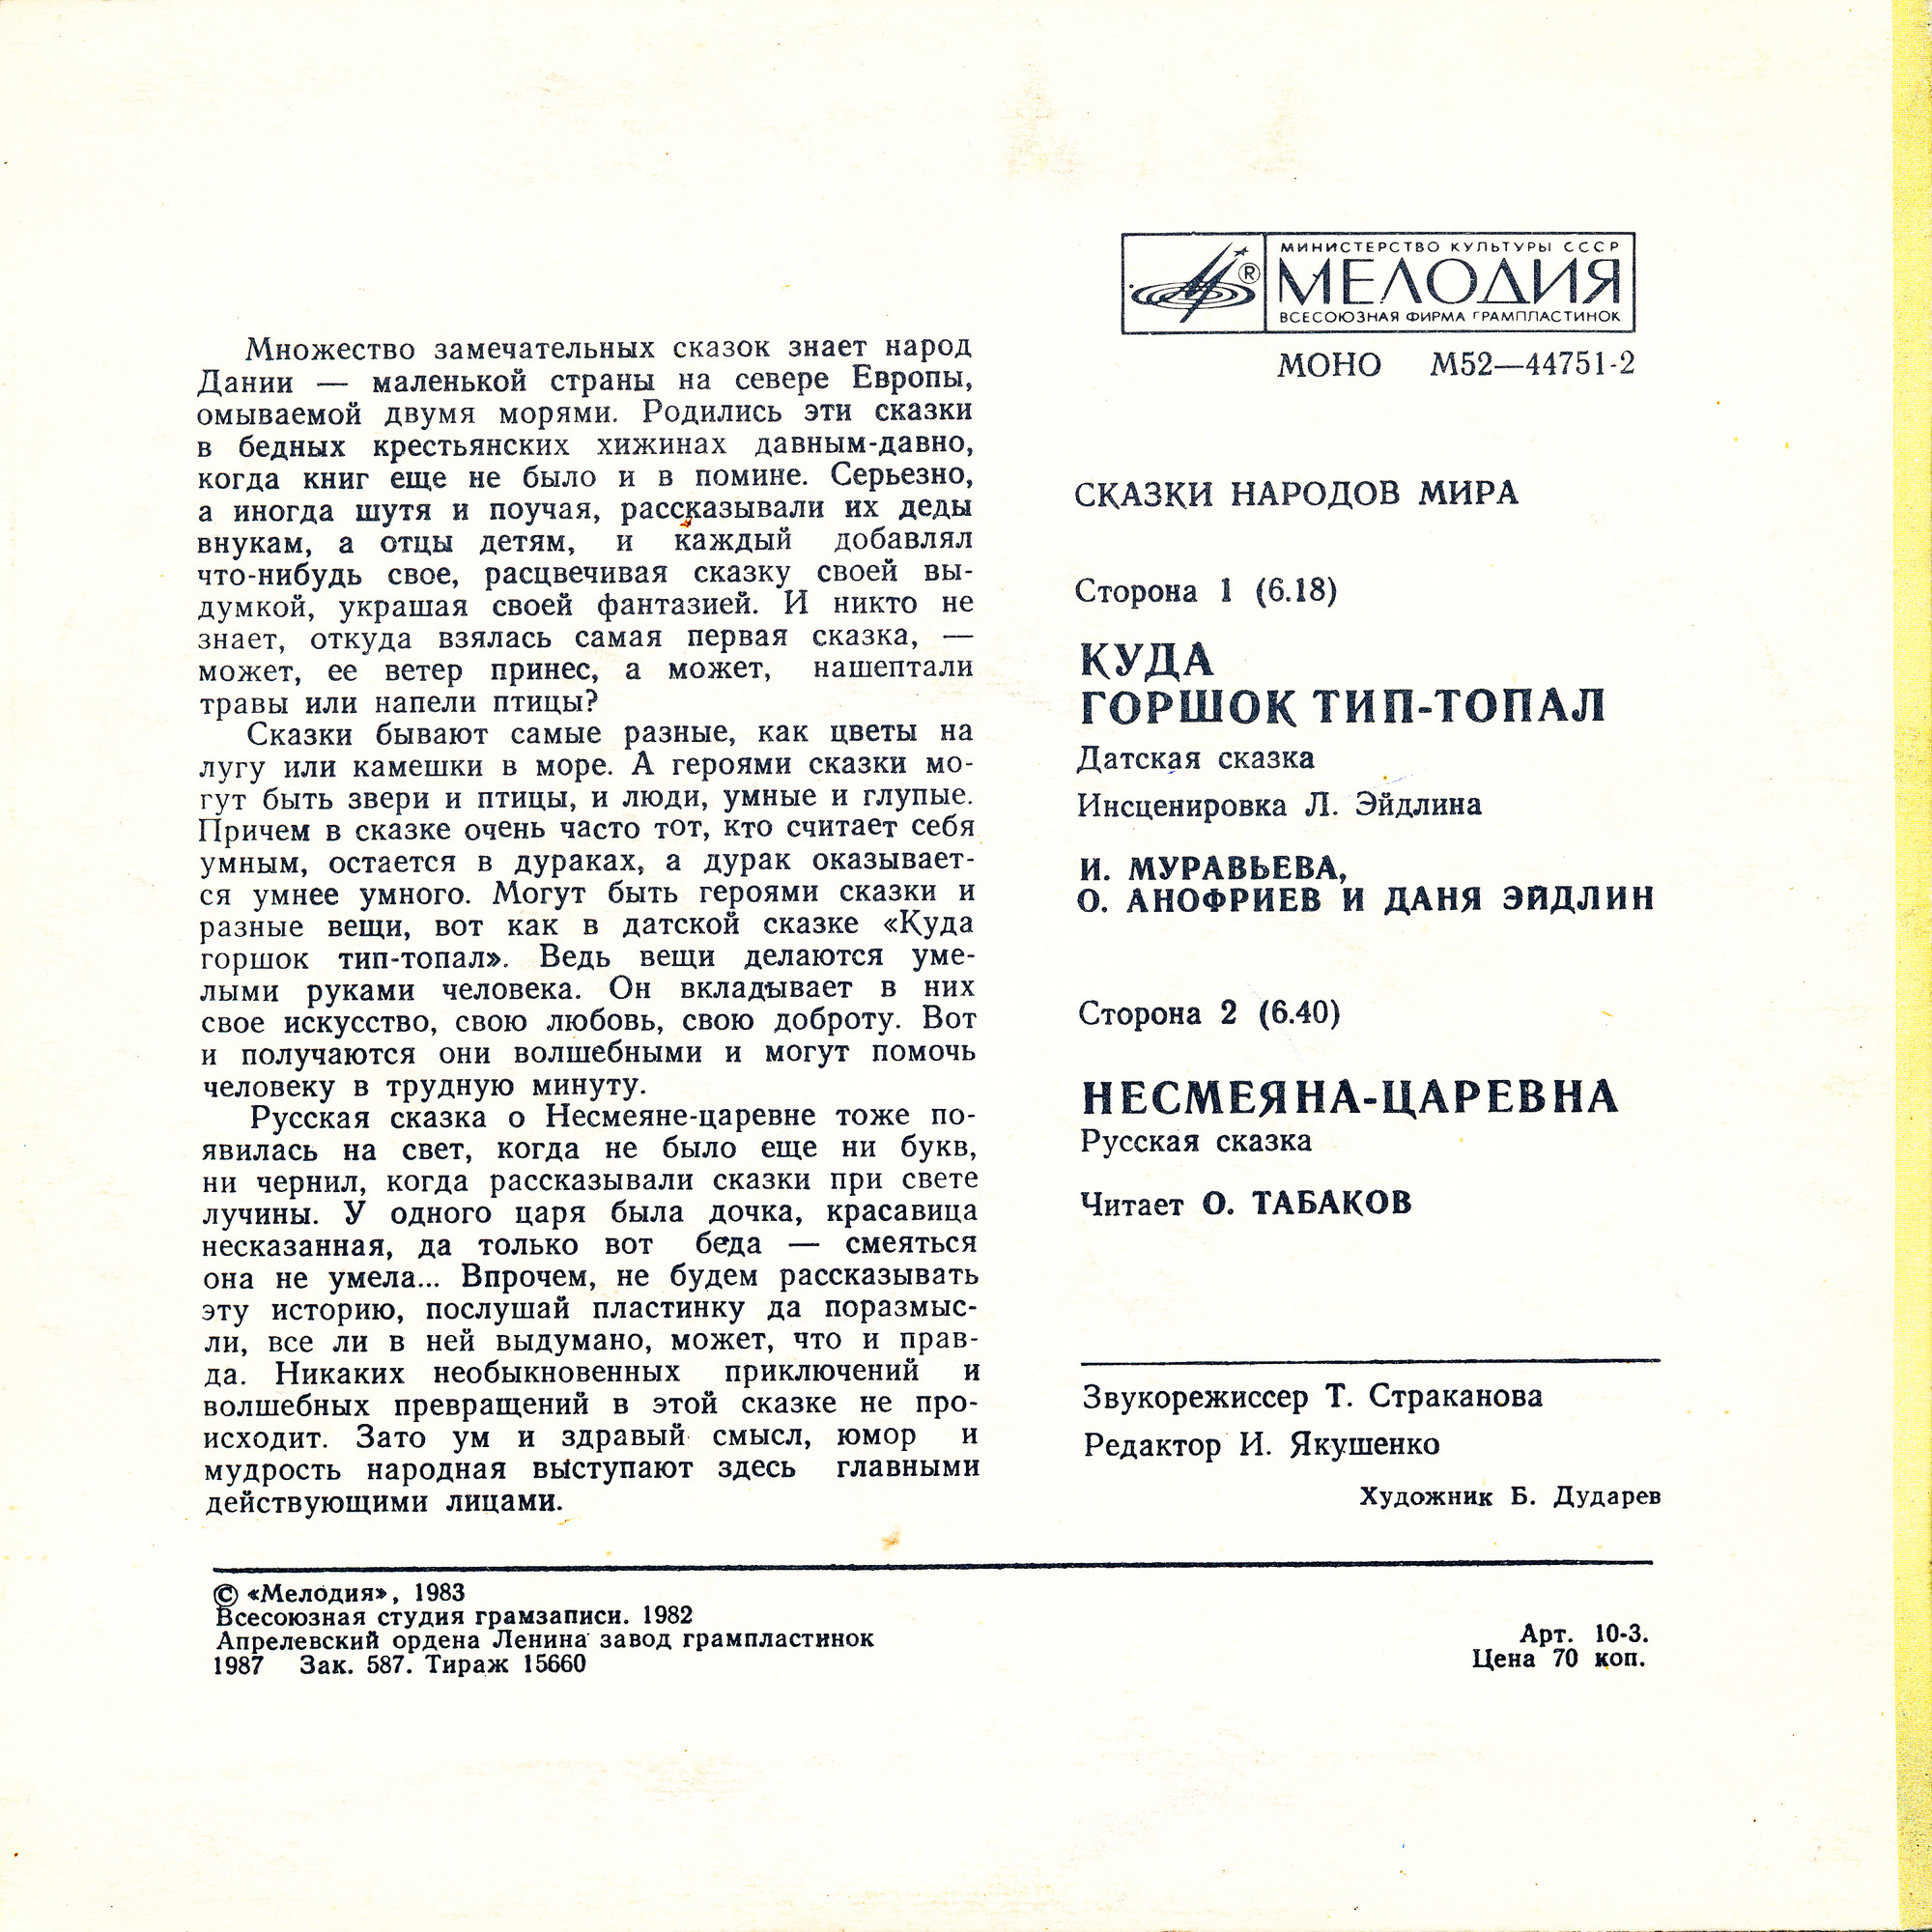 Множество замечательных сказок знает народ
Дании — маленькой страны на севере Европы,
омываемой двумя морями. Родились эти сказки
в бедных крестьянских хижинах давным-давно,
когда книг еще не было и в помине. Серьезно,
а иногда шутя и поучая, рассказывали их деды
внукам, а отцы детям, и каждый добавлял
что-нибудь свое, расцвечивая сказку своей вы-
думкой, украшая своей фантазией. И никто не
знает, откуда взялась самая первая сказка, —
может, ее ветер принес, а может, нашептали
травы или напели птицы?
Сказки бывают самые разные, как цветы на
лугу или камешки в море. А героями сказки мо-
гут быть звери и птицы, и люди, умные и глупые.
Причем в сказке очень часто тот, кто считает себя
умным, остается в дураках, а дурак оказывает-
ся умнее умного. Могут быть героями сказки и
разные вещи, вот как в датской сказке «Куда
горшок тип-топал». Ведь вещи делаются уме-
лыми руками человека. Он вкладывает в них
свое искусство, свою любовь, свою доброту. Вот
и получаются они волшебными и могут помочь
человеку в трудную минуту.
Русская сказка о Несмеяне-царевне тоже по-
явилась на свет, когда не было еще ни букв,
ни чернил, когда рассказывали сказки при свете
лучины. У одного царя была дочка, красавица
несказанная, да только вот беда — смеяться
она не умела... Впрочем, не будем рассказывать
эту историю, послушай пластинку да поразмыс-
ли, все ли в ней выдумано, может, что и прав-
да. Никаких необыкновенных приключений и
волшебных превращений в этой сказке не про-
исходит. Зато ум и здравый смысл, юмор и
мудрость народная выступают здесь главными
действующими лицами.
МИНИСТЕРСТВО КУЛЬТУРЫ СССР
®
МЕЛОДИЯ
ВСЕСОЮЗНАЯ ФИРМА ГРАМПЛАСТИНОК
МОНО М52—44751-2
СКАЗКИ НАРОДОВ МИРА
Сторона 1 (6.18)
КУДА
ГОРШОК ТИП-ТОПАЛ
Датская сказка
Инсценировка Л. Эйдлина
И. МУРАВЬЕВА,
О. АНОФРИЕВ И ДАНЯ ЭЙДЛИН
Сторона 2 (6.40)
НЕСМЕЯНА-ЦАРЕВНА
Русская сказка
Читает О. ТАБАКОВ
Звукорежиссер Т. Страканова
Редактор И. Якушенко
Художник Б. Дударев
© «Мелодия», 1983
Всесоюзная студия грамзаписи. 1982
Апрелевский ордена Ленина завод грампластинок
1987 Зак. 587. Тираж 15660
Арт. 10-3.
Цена 70 коп.